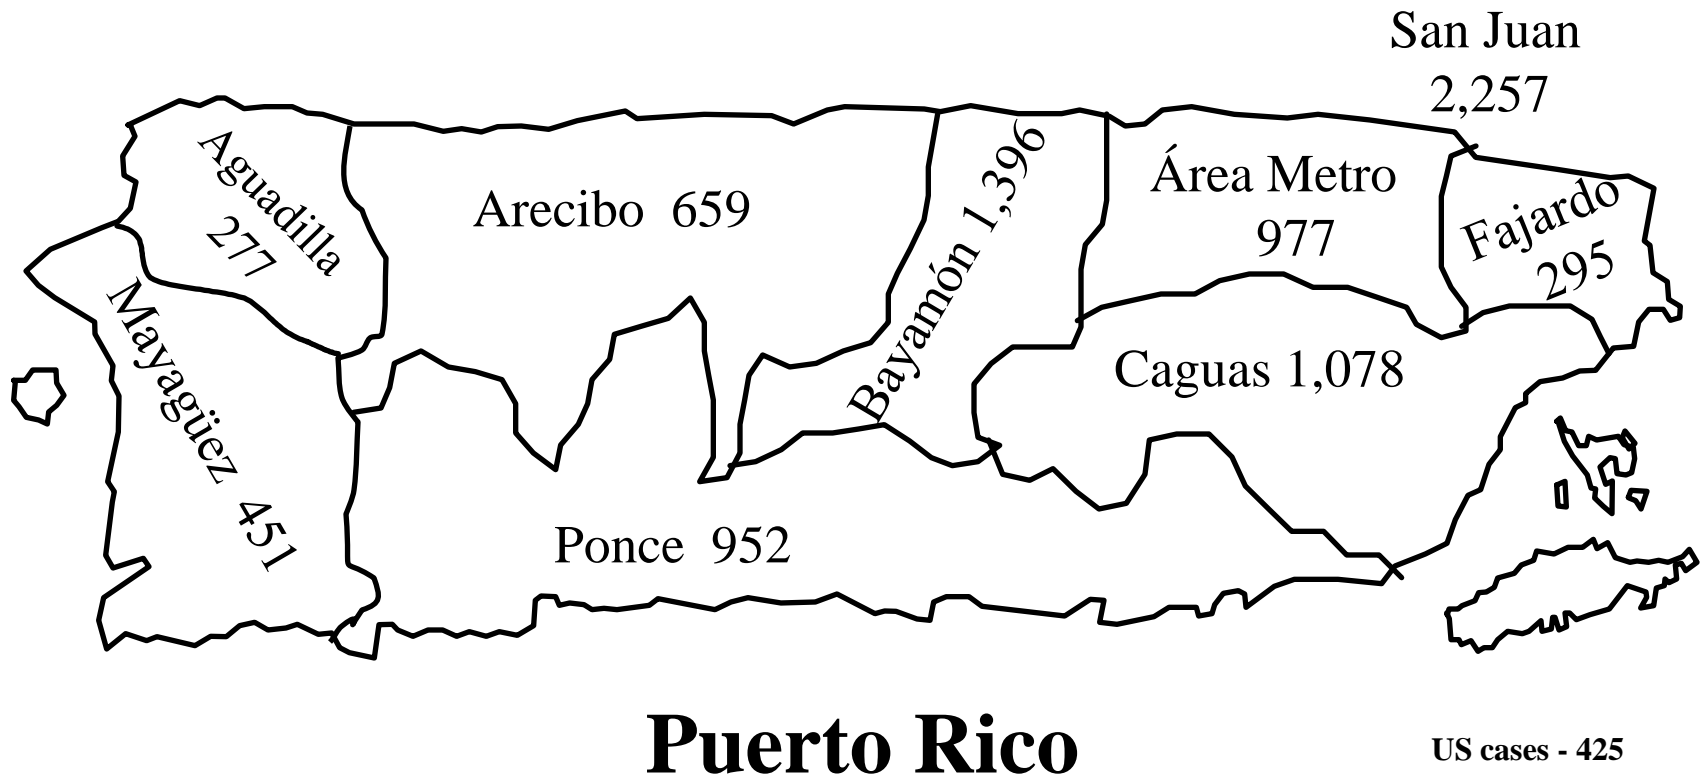 San Juan
2,257
Aguadilla
277
Arecibo 659
Bayamón 1,396
Área Metro
977
Fajardo
295
Mayagüez 451
Caguas 1,078
Ponce 952
Puerto Rico
US cases - 425